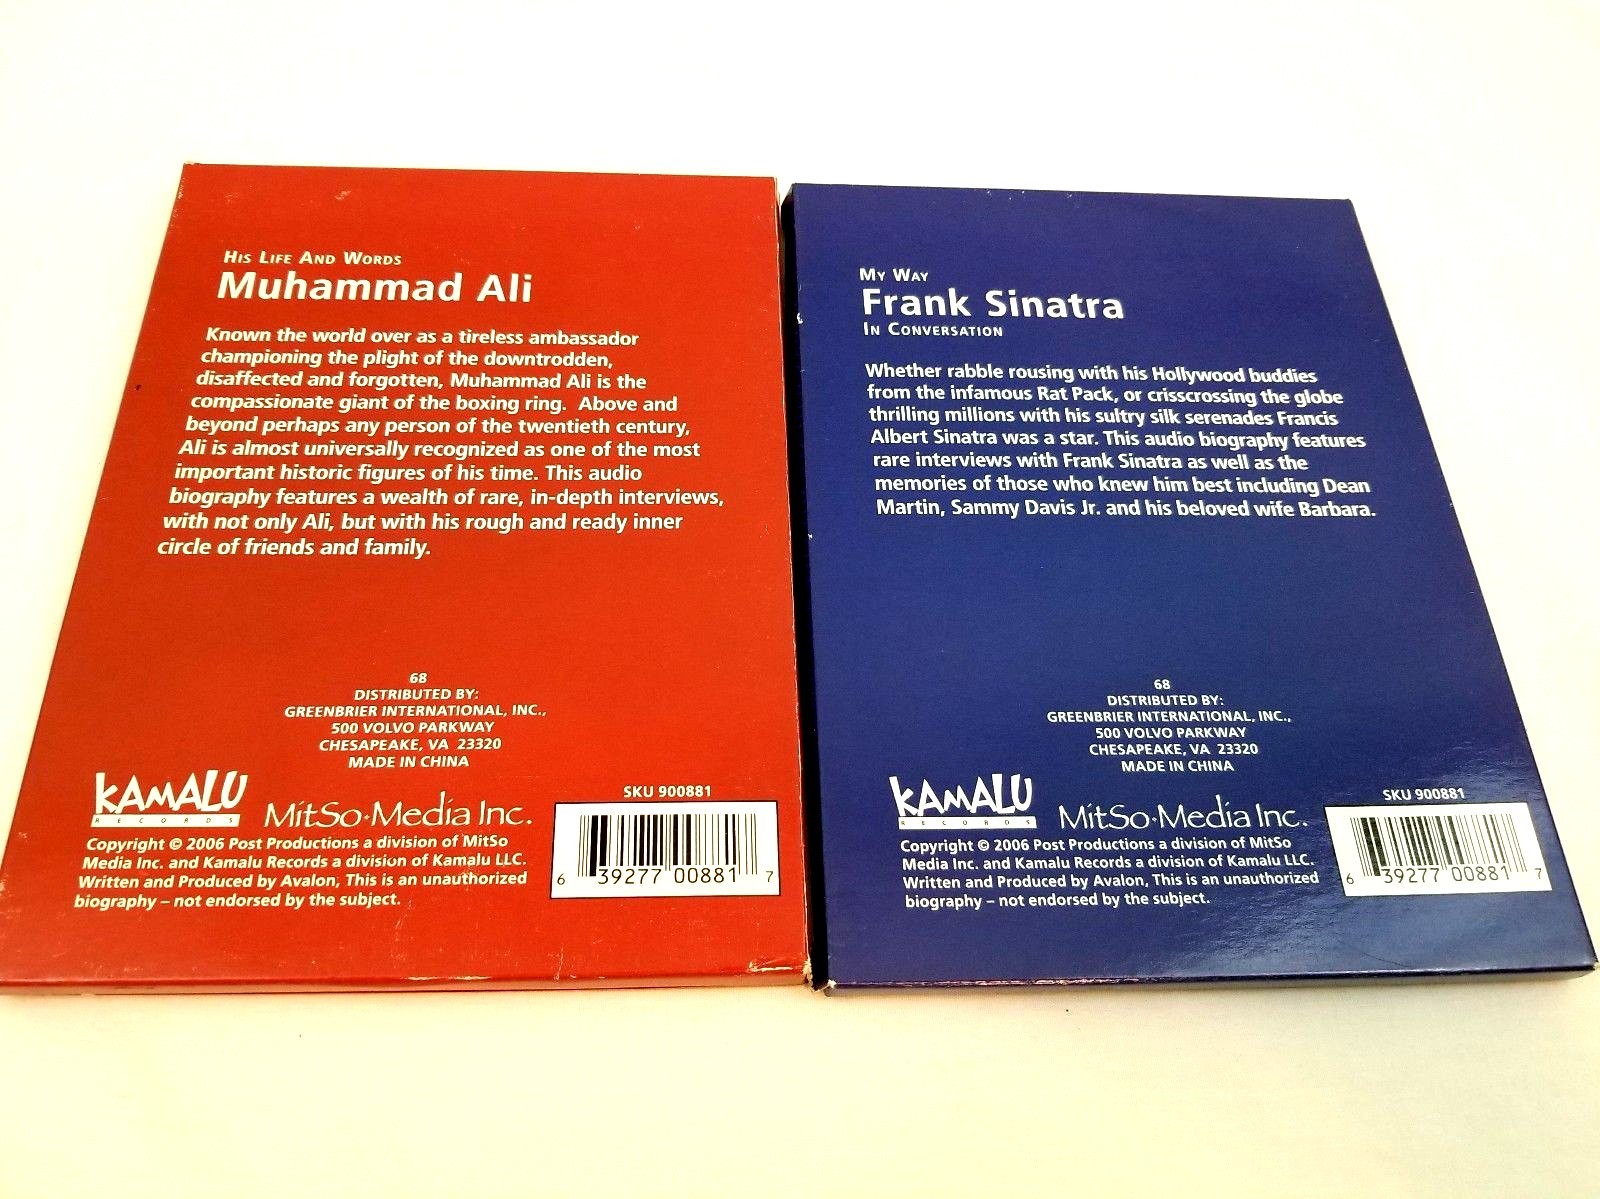 His Life And Words
Muhammad Ali
Known the world over as a tireless ambassador
championing the plight of the downtrodden,
disaffected and forgotten, Muhammad Ali is the
compassionate giant of the boxing ring.  Above and
beyond perhaps any person of the twentieth century,
Ali is almost universally recognized as one of the most
important historic figures of his time. This audio
biography features a wealth of rare, in-depth interviews,
with not only Ali, but with his rough and ready inner
circle of friends and family.
68
DISTRIBUTED BY:
GREENBRIER INTERNATIONAL, INC.,
500 VOLVO PARKWAY
CHESAPEAKE, VA  23320
MADE IN CHINA
KAMALU
RECORDS
MitSo·Media Inc.
Copyright © 2006 Post Productions a division of MitSo
Media Inc. and Kamalu Records a division of Kamalu LLC.
Written and Produced by Avalon, This is an unauthorized
biography – not endorsed by the subject.
SKU 900881
6 39277 00881 7
My Way
Frank Sinatra
In Conversation
Whether rabble rousing with his Hollywood buddies
from the infamous Rat Pack, or crisscrossing the globe
thrilling millions with his sultry silk serenades Francis
Albert Sinatra was a star. This audio biography features
rare interviews with Frank Sinatra as well as the
memories of those who knew him best including Dean
Martin, Sammy Davis Jr. and his beloved wife Barbara.
68
DISTRIBUTED BY:
GREENBRIER INTERNATIONAL, INC.,
500 VOLVO PARKWAY
CHESAPEAKE, VA  23320
MADE IN CHINA
KAMALU
RECORDS
MitSo·Media Inc.
Copyright © 2006 Post Productions a division of MitSo
Media Inc. and Kamalu Records a division of Kamalu LLC.
Written and Produced by Avalon, This is an unauthorized
biography – not endorsed by the subject.
SKU 900881
6 39277 00881 7